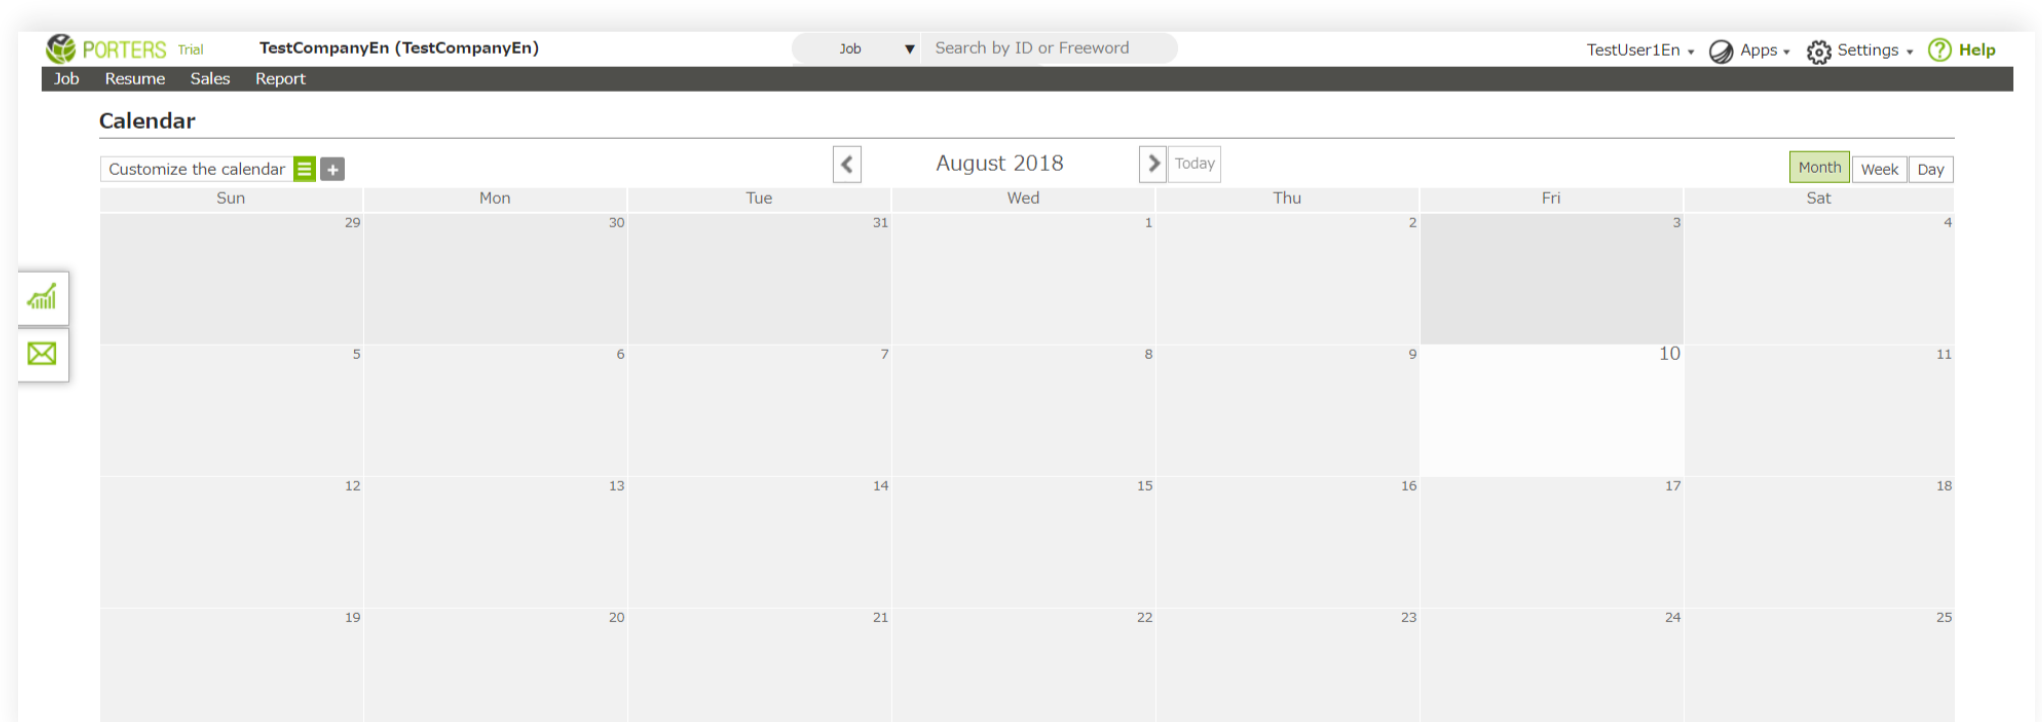 PORTERS Trial TestCompanyEn (TestCompanyEn) Job ▼ Search by ID or Freeword TestUser1En Apps Settings ? Help
Job Resume Sales Report
Calendar
Customize the calendar + August 2018 Today Month Week Day
Sun Mon Tue Wed Thu Fri Sat
29 30 31 1 2 3 4
5 6 7 8 9 10 11
12 13 14 15 16 17 18
19 20 21 22 23 24 25